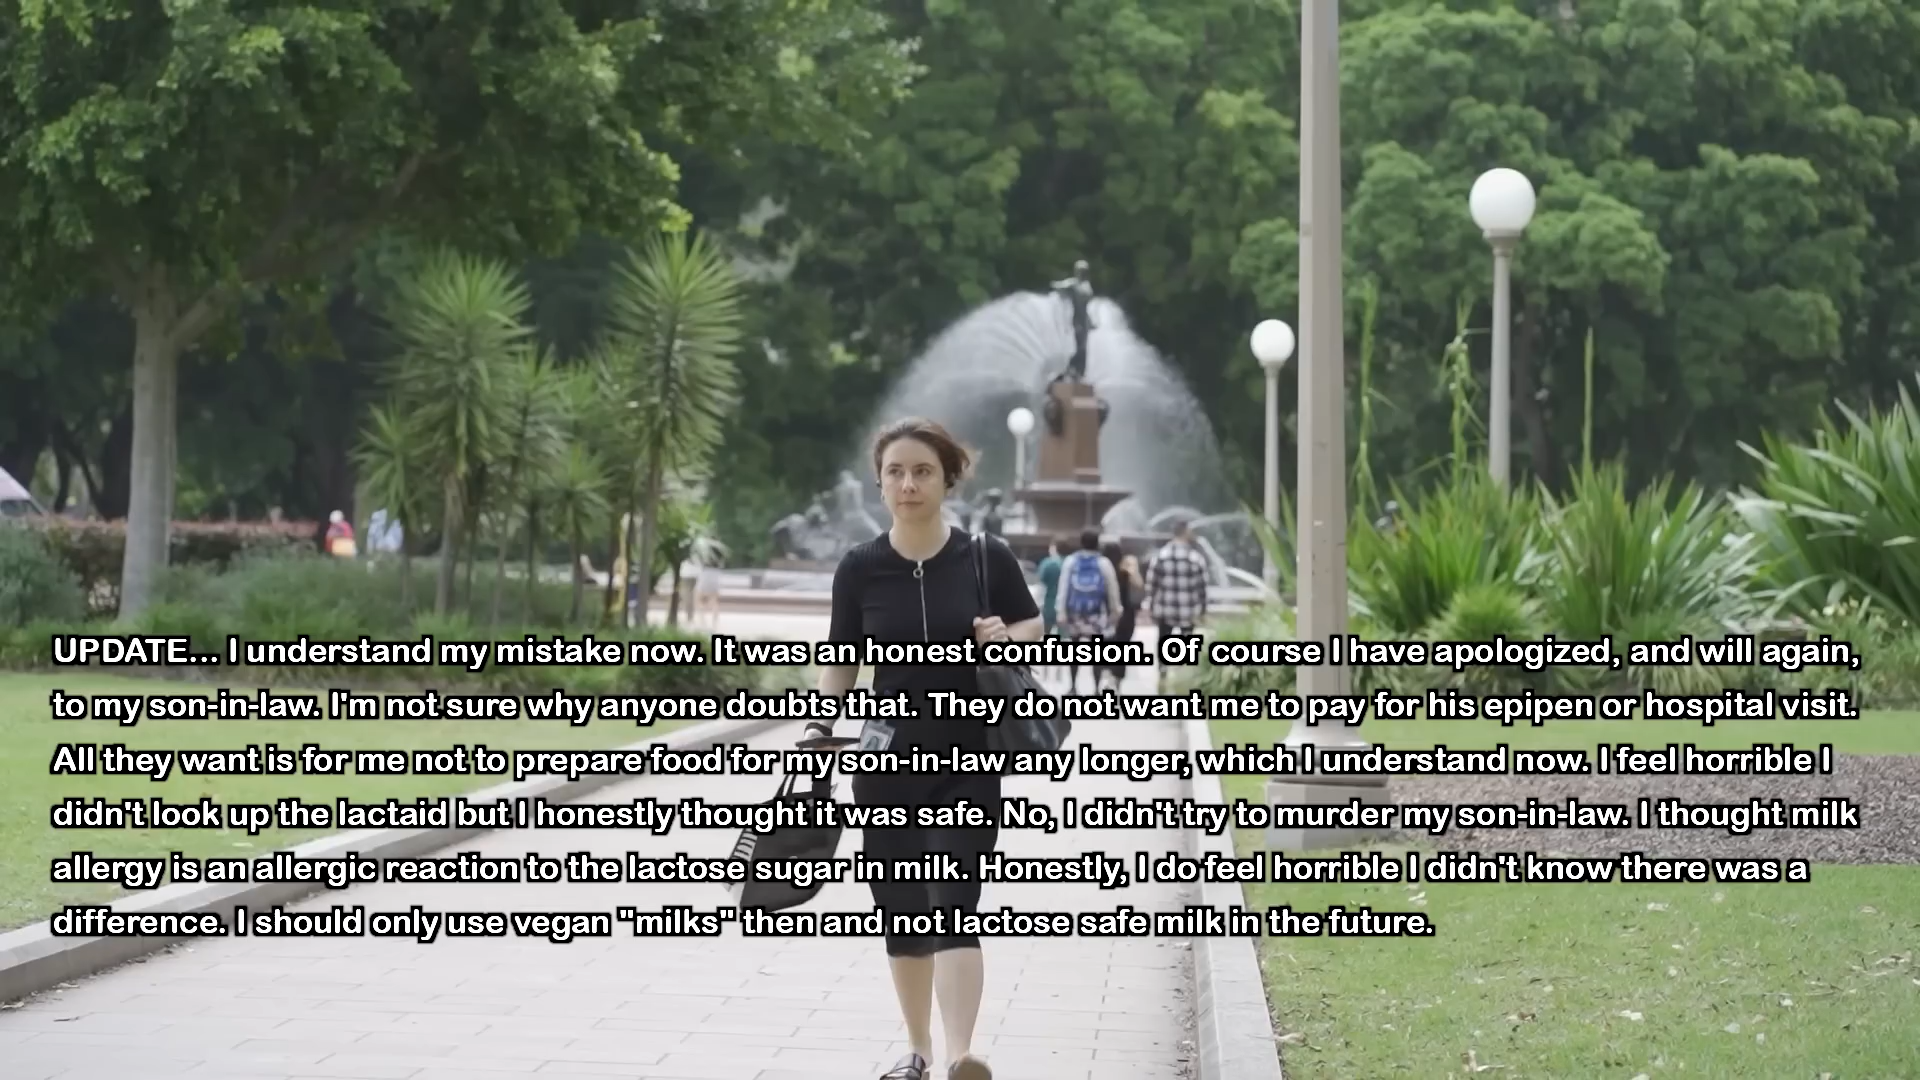 UPDATE... I understand my mistake now. It was an honest confusion. Of course I have apologized, and will again,
to my son-in-law. I'm not sure why anyone doubts that. They do not want me to pay for his epipen or hospital visit.
All they want is for me not to prepare food for my son-in-law any longer, which I understand now. I feel horrible I
didn't look up the lactaid but I honestly thought it was safe. No, I didn't try to murder my son-in-law. I thought milk
allergy is an allergic reaction to the lactose sugar in milk. Honestly, I do feel horrible I didn't know there was a
difference. I should only use vegan "milks" then and not lactose safe milk in the future.